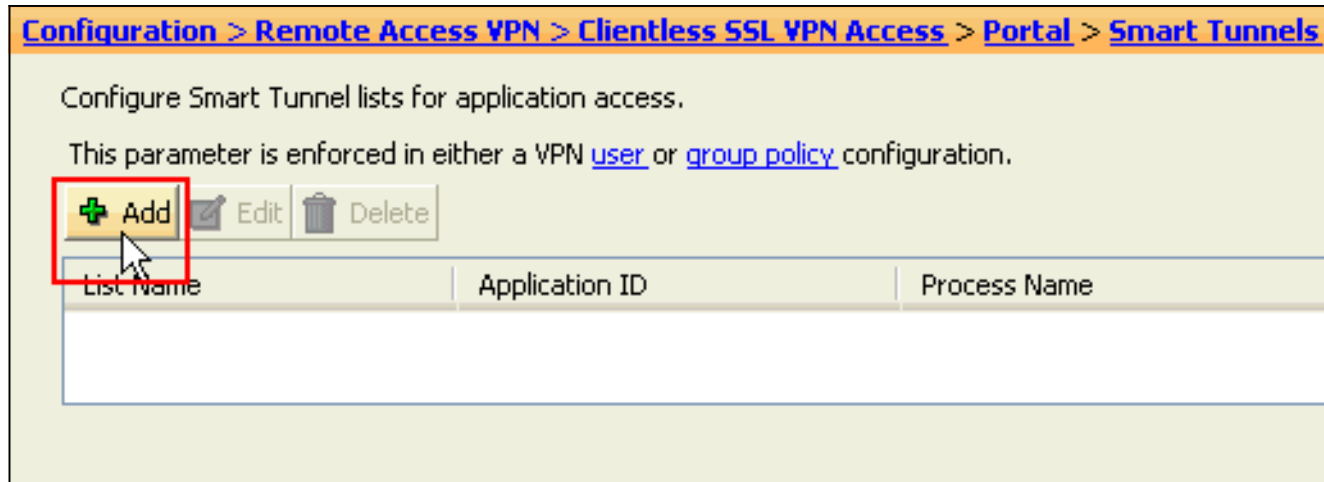 Configuration > Remote Access VPN > Clientless SSL VPN Access > Portal > Smart Tunnels
Configure Smart Tunnel lists for application access.
This parameter is enforced in either a VPN user or group policy configuration.
Add Edit Delete
List Name Application ID Process Name